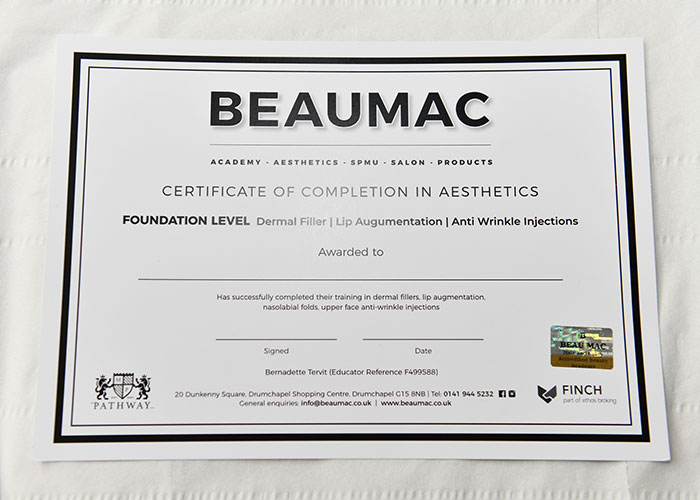 BEAUMAC
ACADEMY - AESTHETICS - SPMU - SALON - PRODUCTS
CERTIFICATE OF COMPLETION IN AESTHETICS
FOUNDATION LEVEL Dermal Filler | Lip Augumentation | Anti Wrinkle Injections
Awarded to
Has successfully completed their training in dermal fillers, lip augmentation,
nasolabial folds, upper face anti-wrinkle injections
Signed
Date
Bernadette Tervit (Educator Reference F499588)
B
BEAU MAC
Accredited Beauty
PATHWAY
20 Dunkenny Square, Drumchapel Shopping Centre, Drumchapel G15 8NB | Tel: 0141 944 5232
General enquiries: info@beaumac.co.uk | www.beaumac.co.uk
FINCH
part of ethos broking